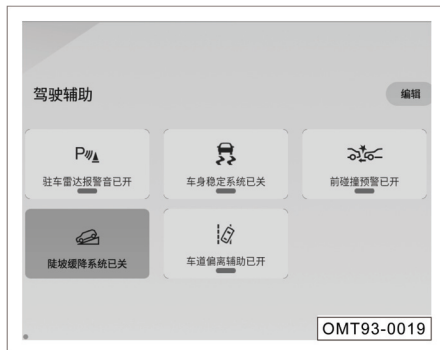 驾驶辅助
编辑
P
驻车雷达报警音已开
车身稳定系统已关
前碰撞预警已开
陡坡缓降系统已关
车道偏离辅助已开
OMT93-0019